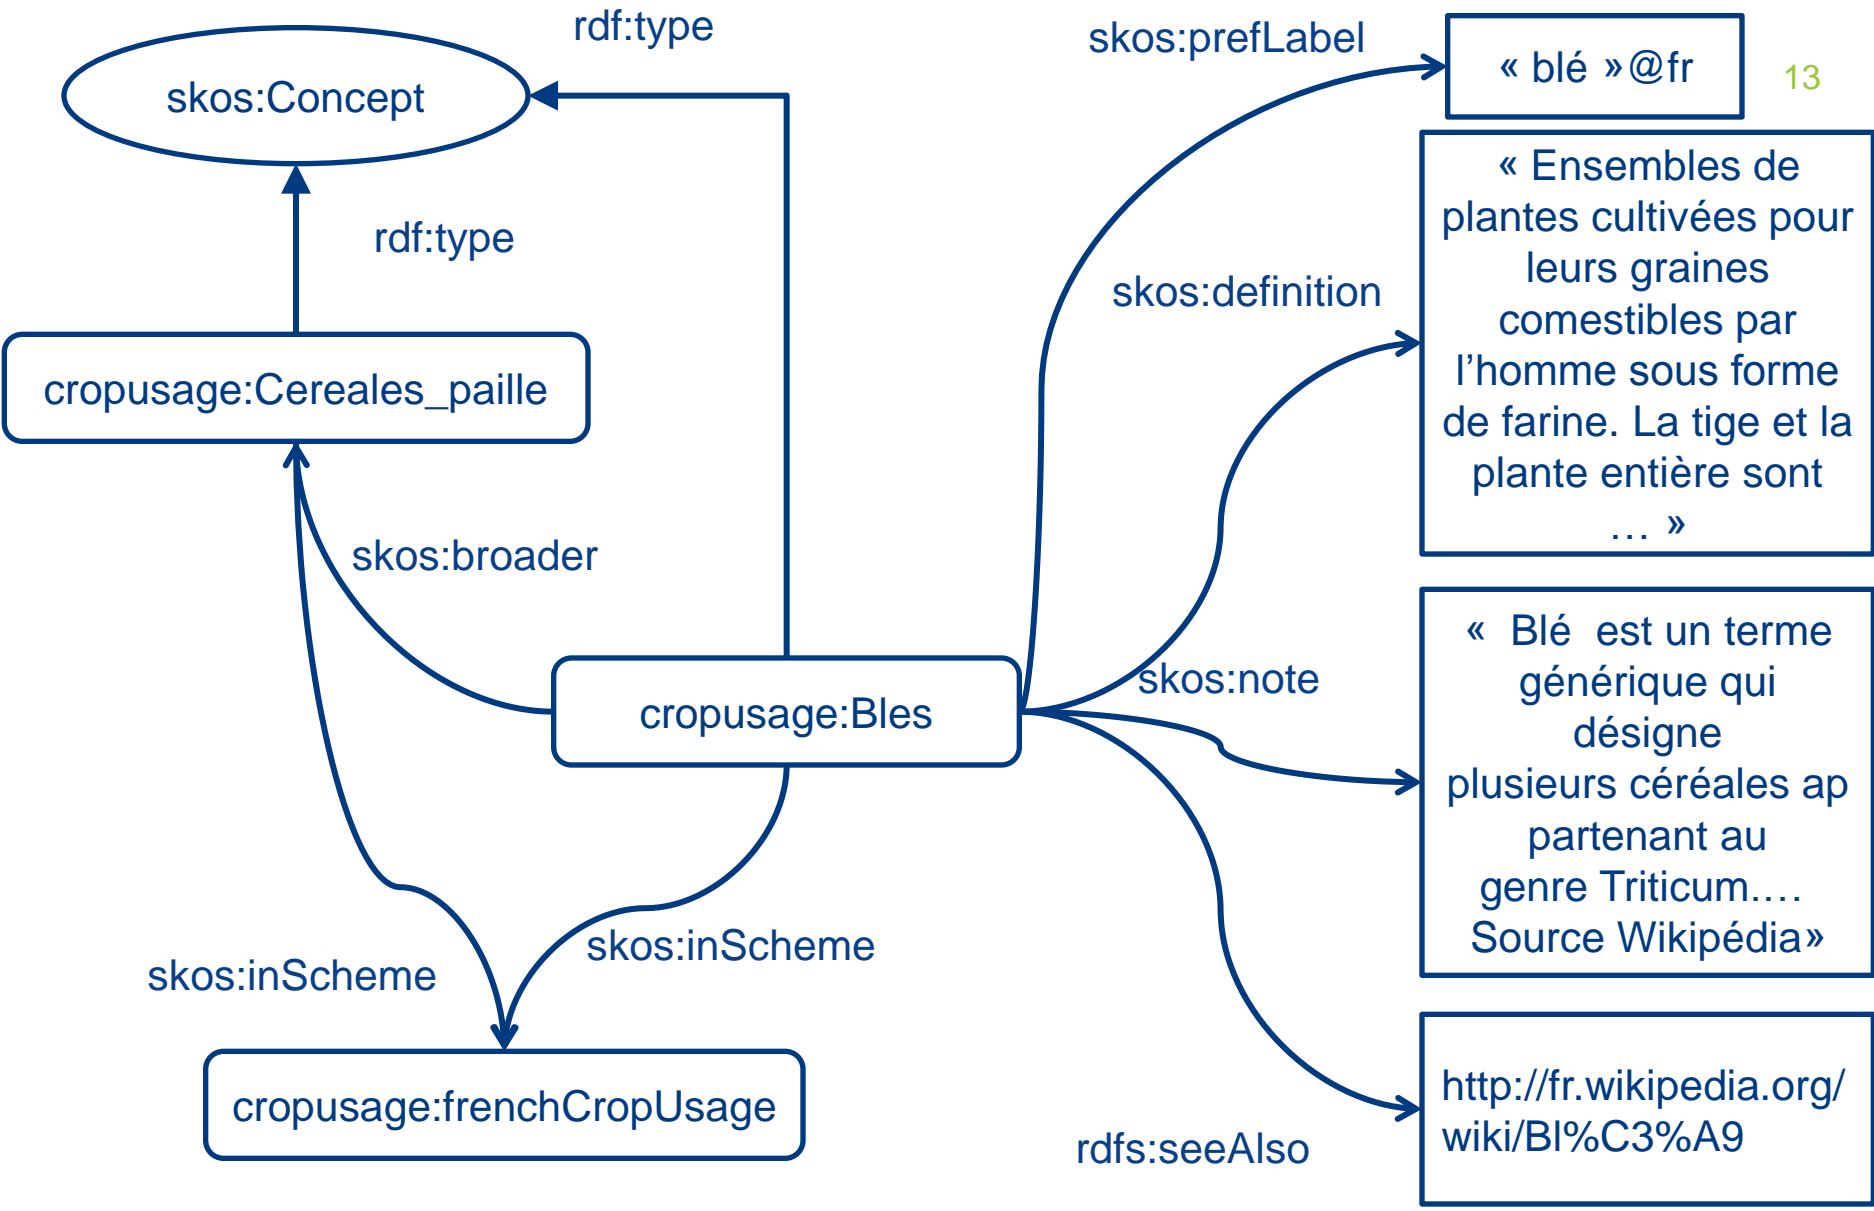 rdf:type
skos:prefLabel
« blé »@fr
13
skos:Concept
« Ensembles de
plantes cultivées pour
leurs graines
comestibles par
l’homme sous forme
de farine. La tige et la
plante entière sont
… »
rdf:type
skos:definition
cropusage:Cereales_paille
skos:broader
skos:note
« Blé est un terme
générique qui
désigne
plusieurs céréales ap
partenant au
genre Triticum.…
Source Wikipédia»
cropusage:Bles
skos:inScheme
skos:inScheme
cropusage:frenchCropUsage
rdfs:seeAlso
http://fr.wikipedia.org/
wiki/Bl%C3%A9